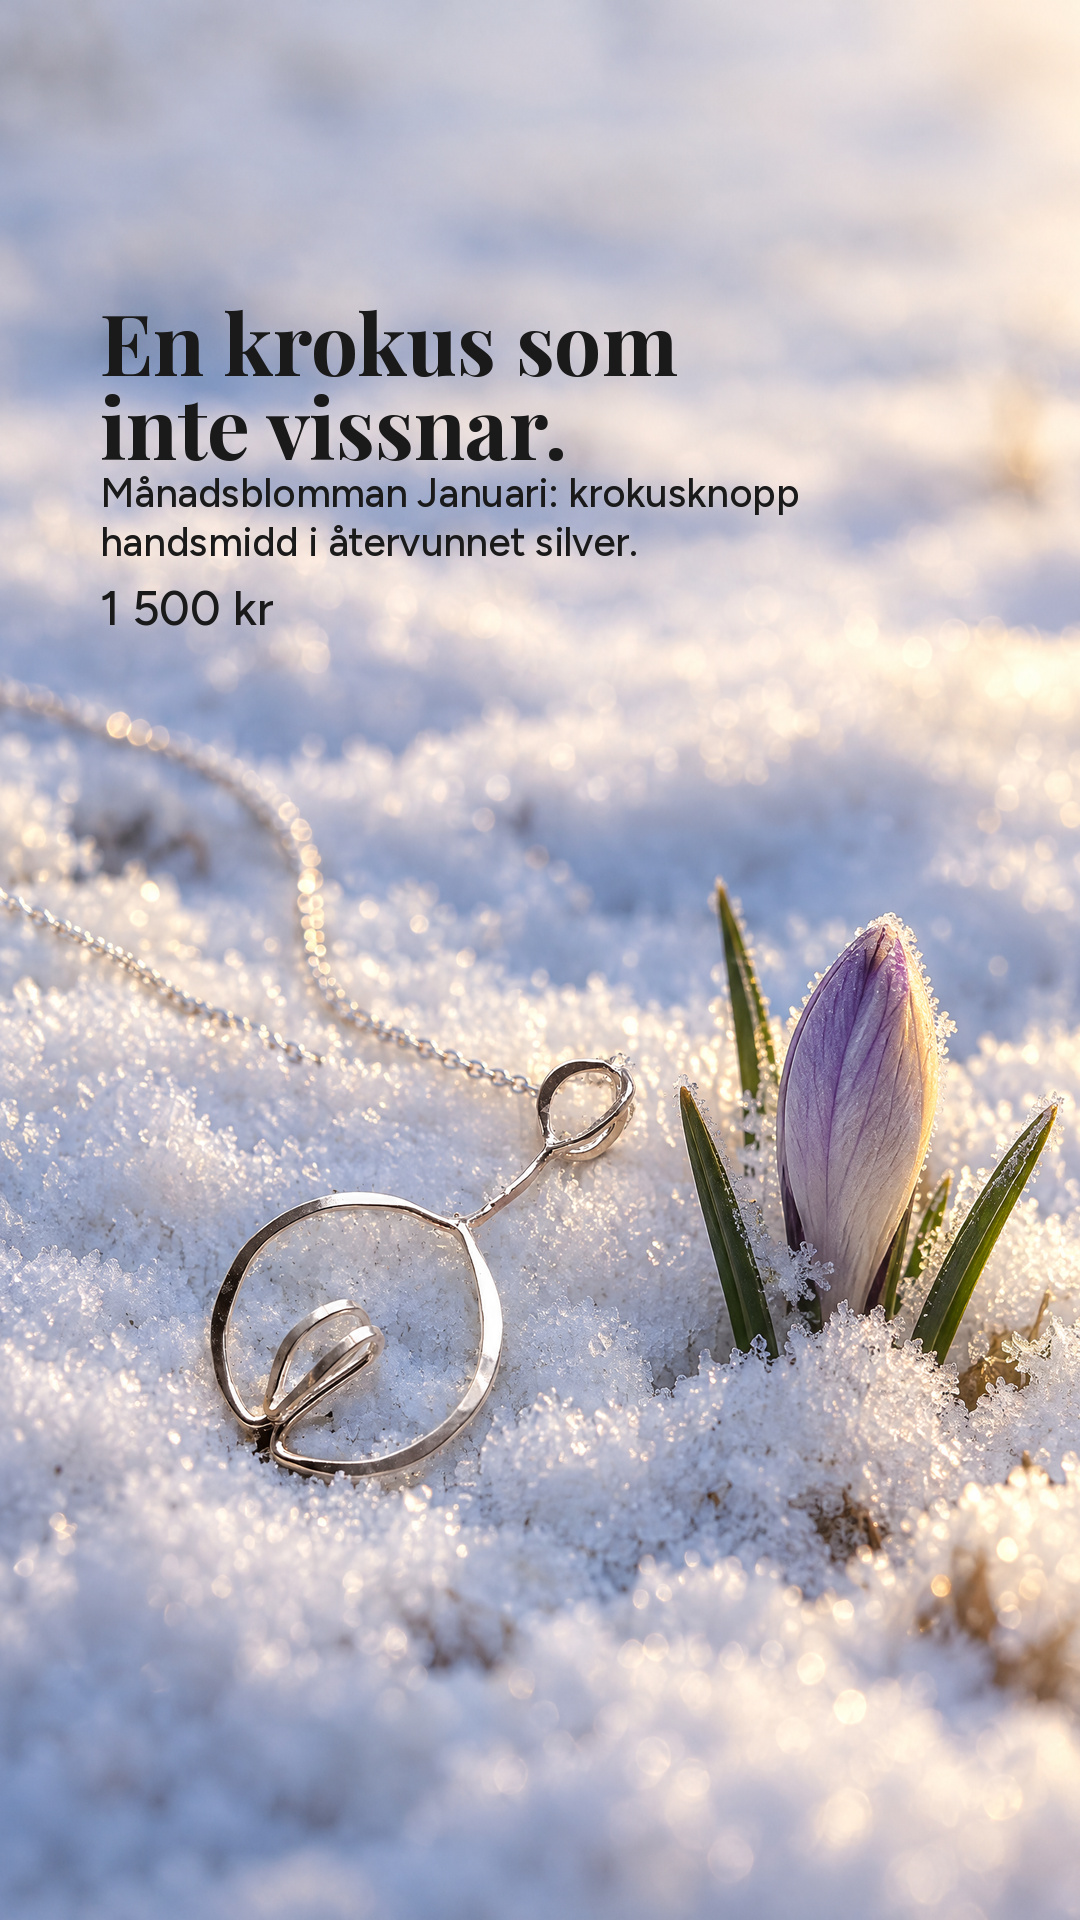 En krokus som
inte vissnar.
Månadsblomman Januari: krokusknopp
handsmidd i återvunnet silver.
1 500 kr